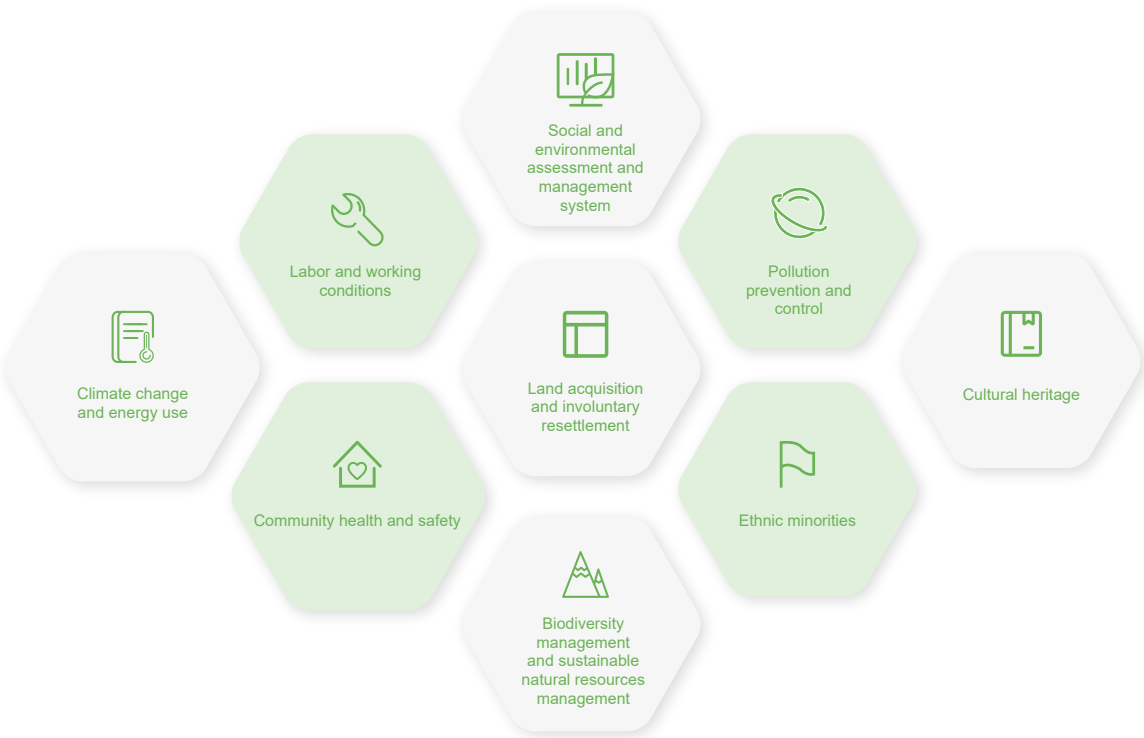 Social and
environmental
assessment and
management
system
Labor and working
conditions
Pollution
prevention and
control
Climate change
and energy use
Land acquisition
and involuntary
resettlement
Cultural heritage
Community health and safety
Ethnic minorities
Biodiversity
management
and sustainable
natural resources
management